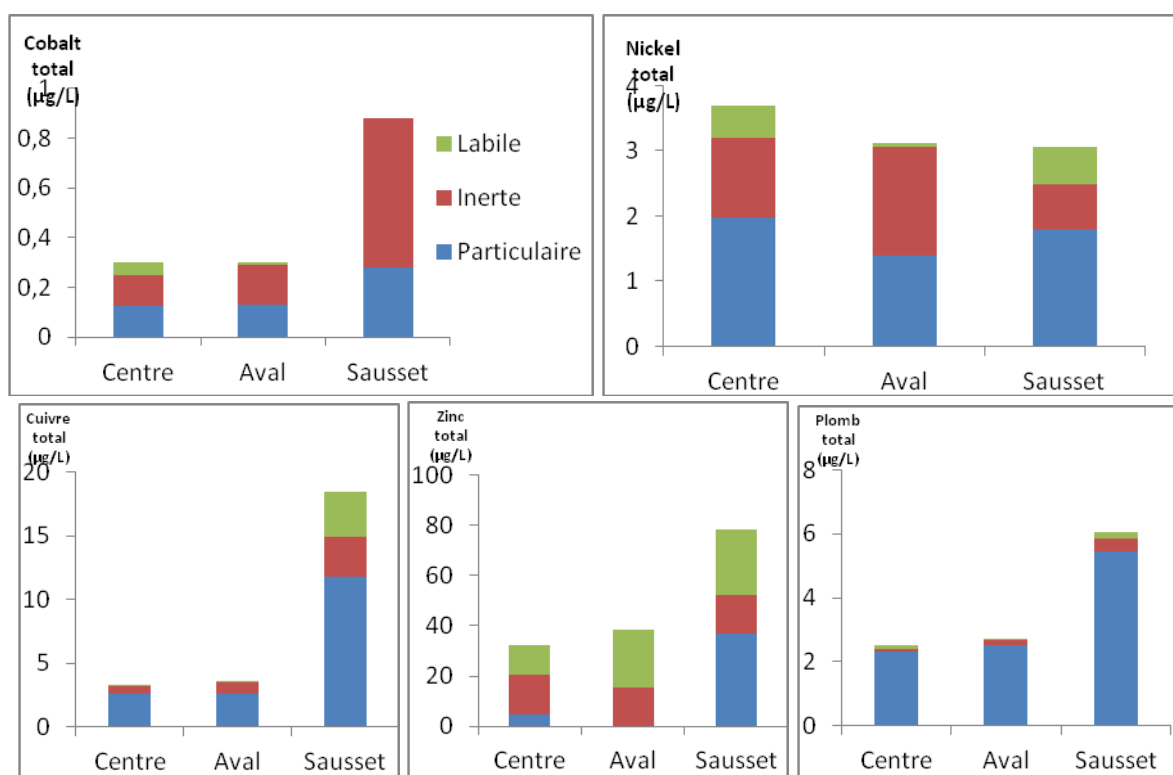 Cobalt
total
(µg/L)
1
0,8
0,6
0,4
0,2
0
Centre Aval Sausset
Labile
Inerte
Particulaire
Nickel
total
(µg/L)
4
3
2
1
0
Centre Aval Sausset
Cuivre
total
(µg/L)
20
15
10
5
0
Centre Aval Sausset
Zinc
total
(µg/L)
100
80
60
40
20
0
Centre Aval Sausset
Plomb
total
(µg/L)
8
6
4
2
0
Centre Aval Sausset